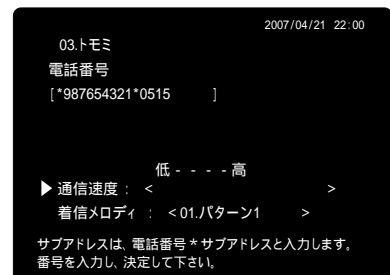 2007/04/21 22:00
03.トモミ
電話番号
[*987654321*0515 ]
低 - - - - 高
▶ 通信速度 : < >
着信メロディ : <01.パターン1 >
サブアドレスは、電話番号*サブアドレスと入力します。
番号を入力し、決定して下さい。